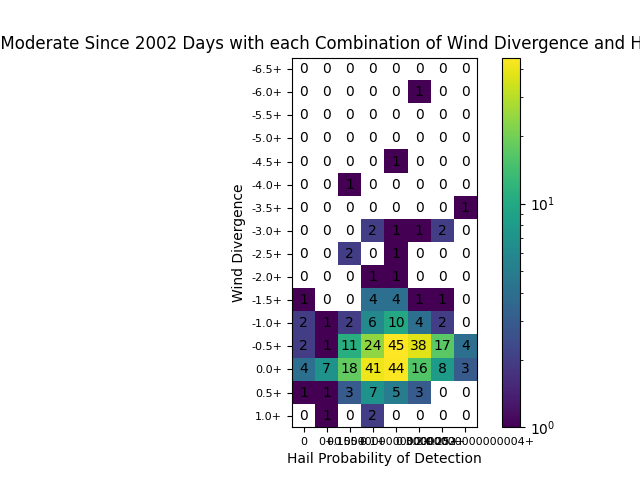 Moderate Since 2002 Days with each Combination of Wind Divergence and H
-6.5+ 0 0 0 0 0 0 0 0
-6.0+ 0 0 0 0 0 1 0 0
-5.5+ 0 0 0 0 0 0 0 0
-5.0+ 0 0 0 0 0 0 0 0
-4.5+ 0 0 0 0 1 0 0 0
-4.0+ 0 0 1 0 0 0 0 0
-3.5+ 0 0 0 0 0 0 0 1
-3.0+ 0 0 0 2 1 1 2 0
-2.5+ 0 0 2 0 1 0 0 0
-2.0+ 0 0 0 1 1 0 0 0
-1.5+ 1 0 0 4 4 1 1 0
-1.0+ 2 1 2 6 10 4 2 0
-0.5+ 2 1 11 24 45 38 17 4
0.0+ 4 7 18 41 44 16 8 3
0.5+ 1 1 3 7 5 3 0 0
1.0+ 0 1 0 2 0 0 0 0
0
Hail Probability of Detection
Wind Divergence
10¹
10⁰